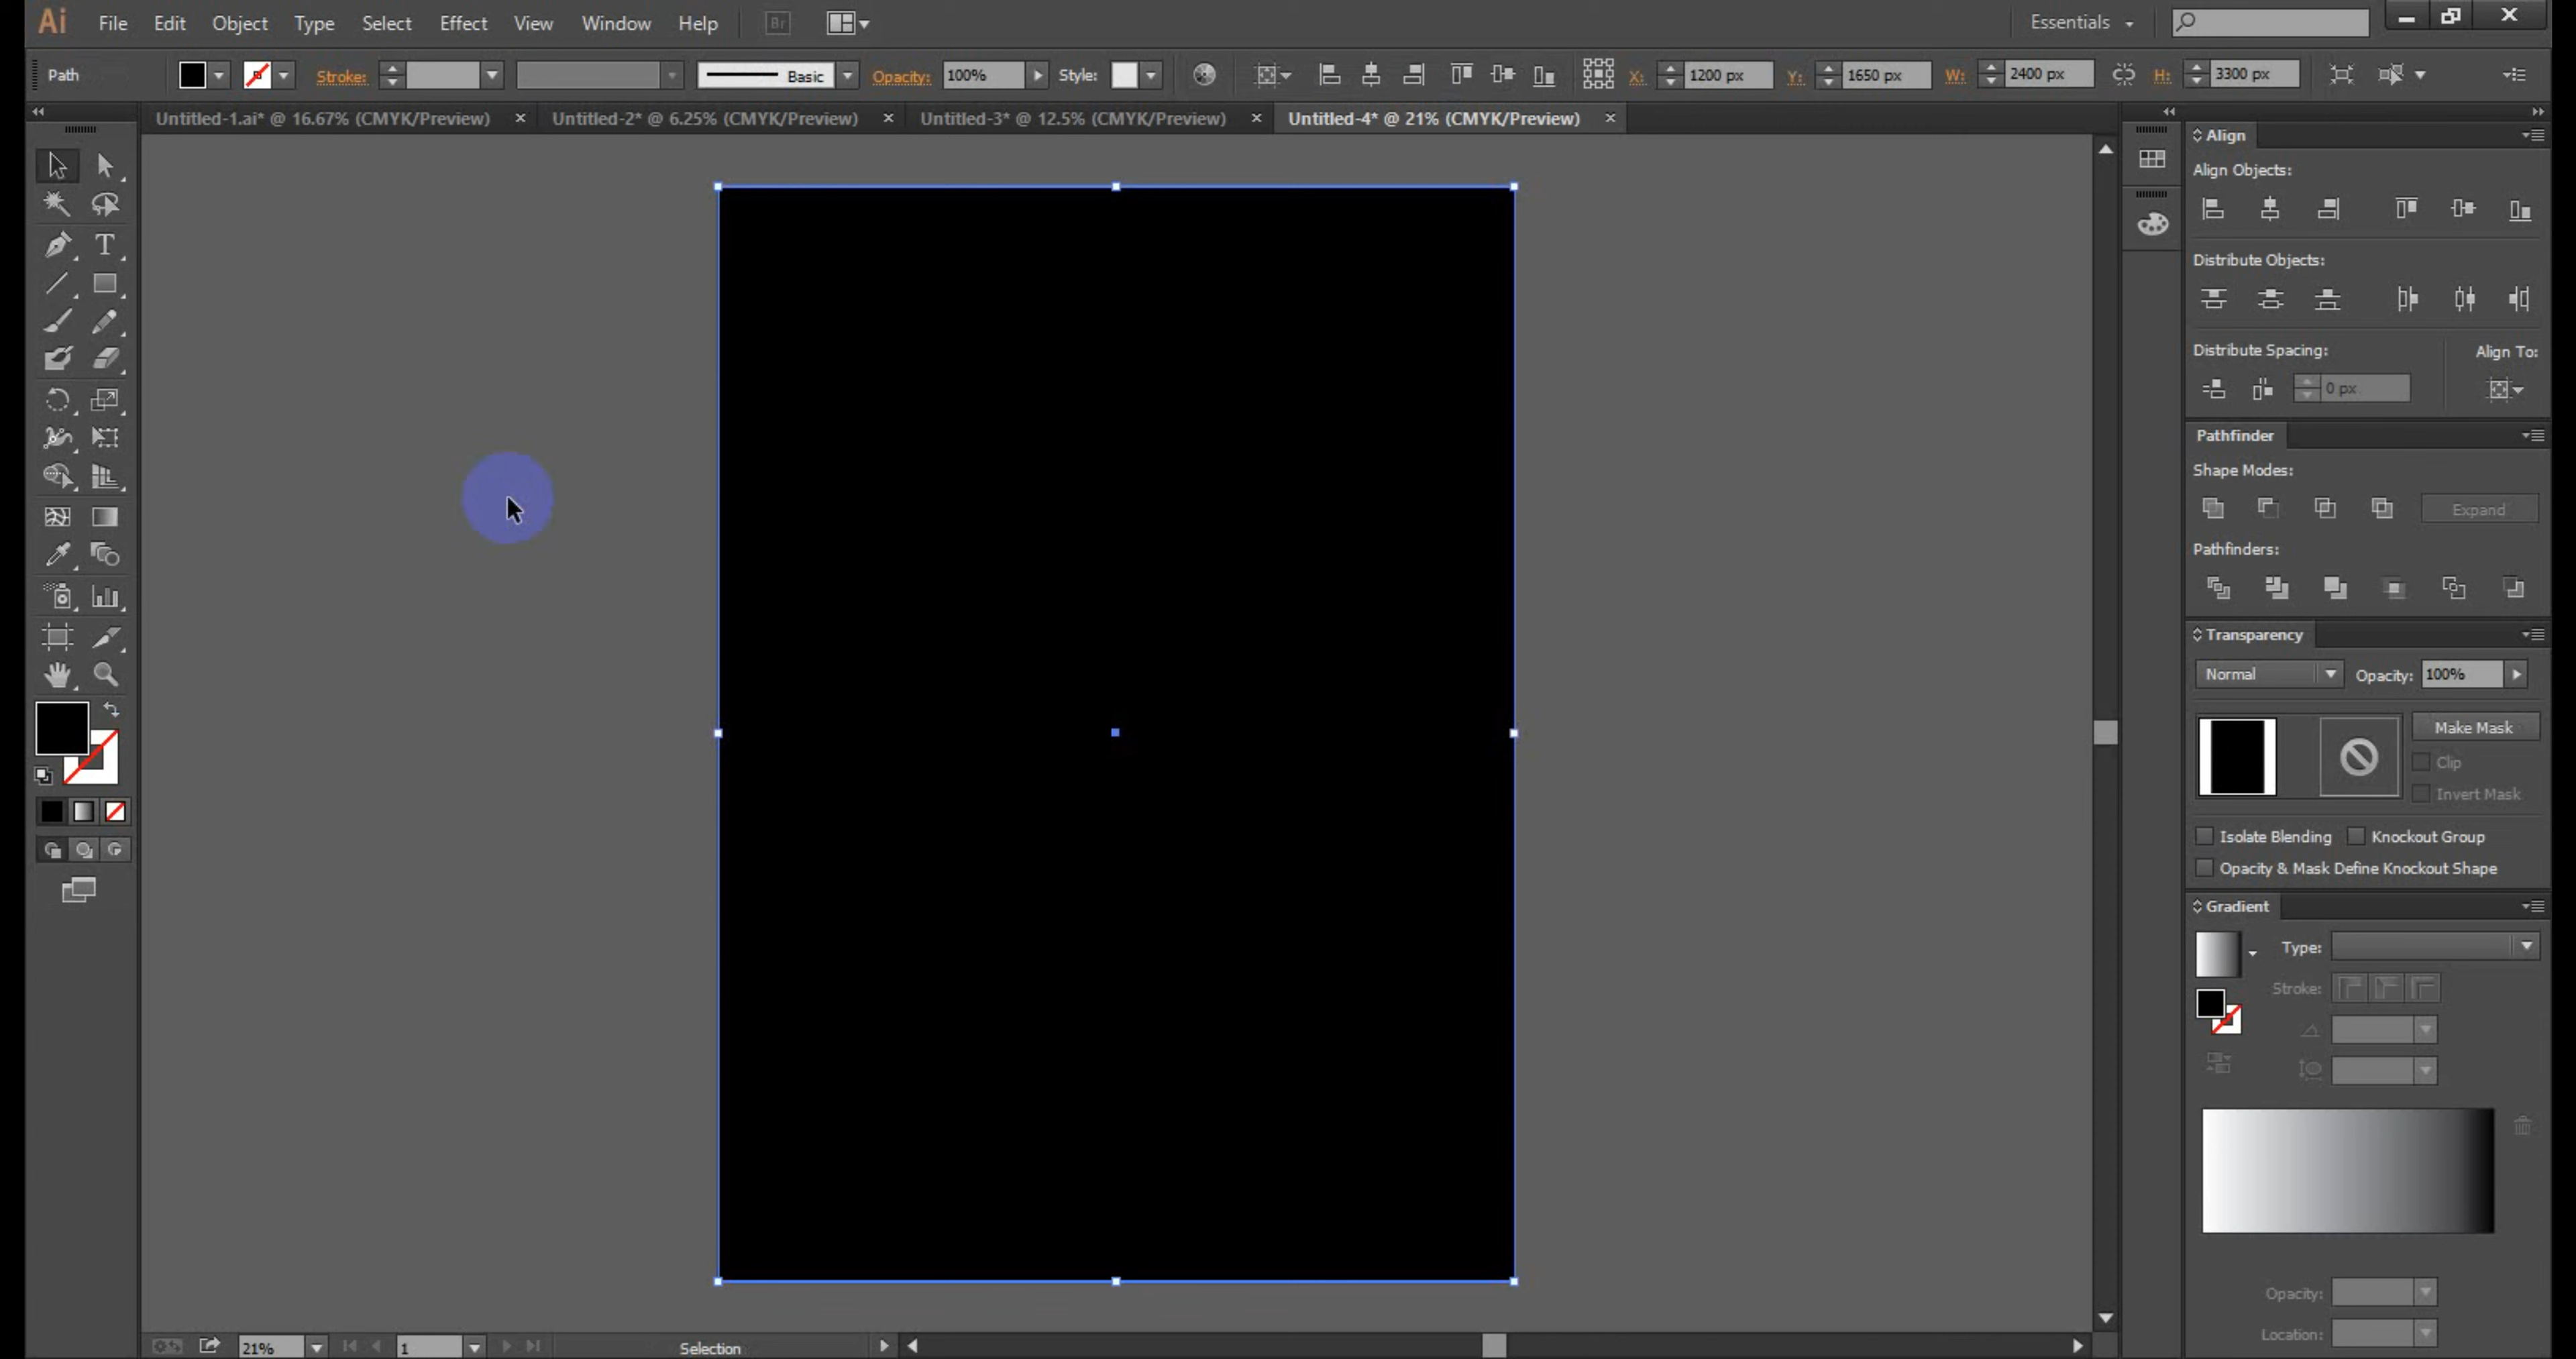 Ai File Edit Object Type Select Effect View Window Help Br Essentials
Path Stroke: Basic Opacity: 100% Style: X: 1200 px Y: 1650 px W: 2400 px H: 3300 px
Untitled-1.ai* @ 16.67% (CMYK/Preview) Untitled-2* @ 6.25% (CMYK/Preview) Untitled-3* @ 12.5% (CMYK/Preview) Untitled-4* @ 21% (CMYK/Preview)
Align
Align Objects:
Distribute Objects:
Distribute Spacing: Align To:
0 px
Pathfinder
Shape Modes:
Expand
Pathfinders:
Transparency
Normal Opacity: 100%
Make Mask
Clip
Invert Mask
Isolate Blending Knockout Group
Opacity & Mask Define Knockout Shape
Gradient
Type:
Stroke:
Opacity:
Location:
21% 1 Selection